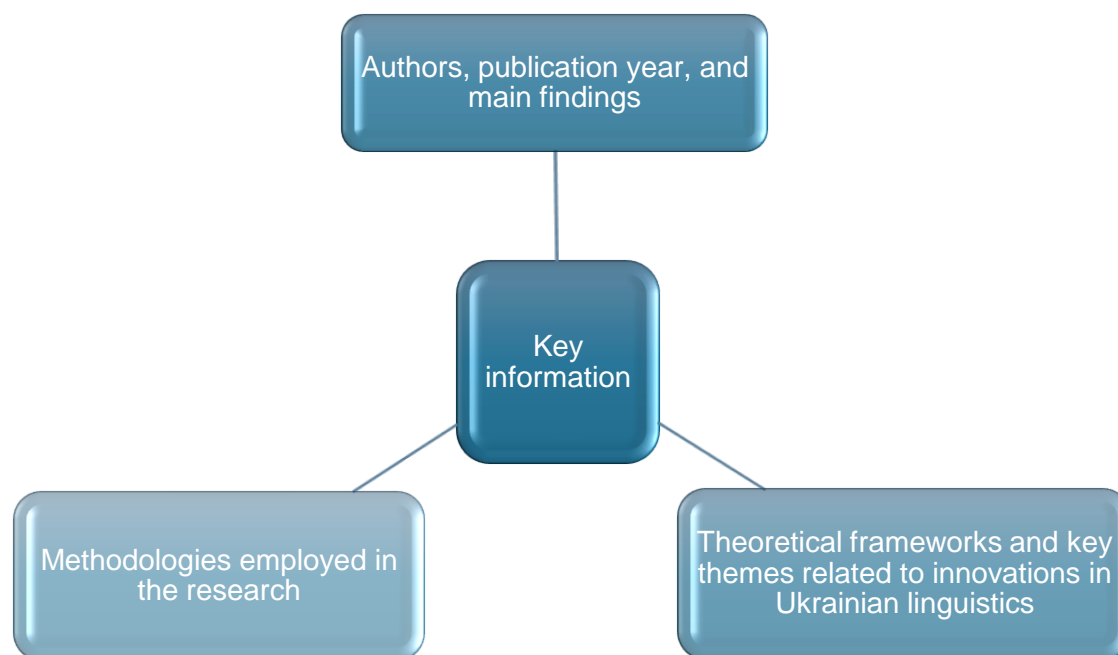 Authors, publication year, and
main findings
Key
information
Methodologies employed in
the research
Theoretical frameworks and key
themes related to innovations in
Ukrainian linguistics